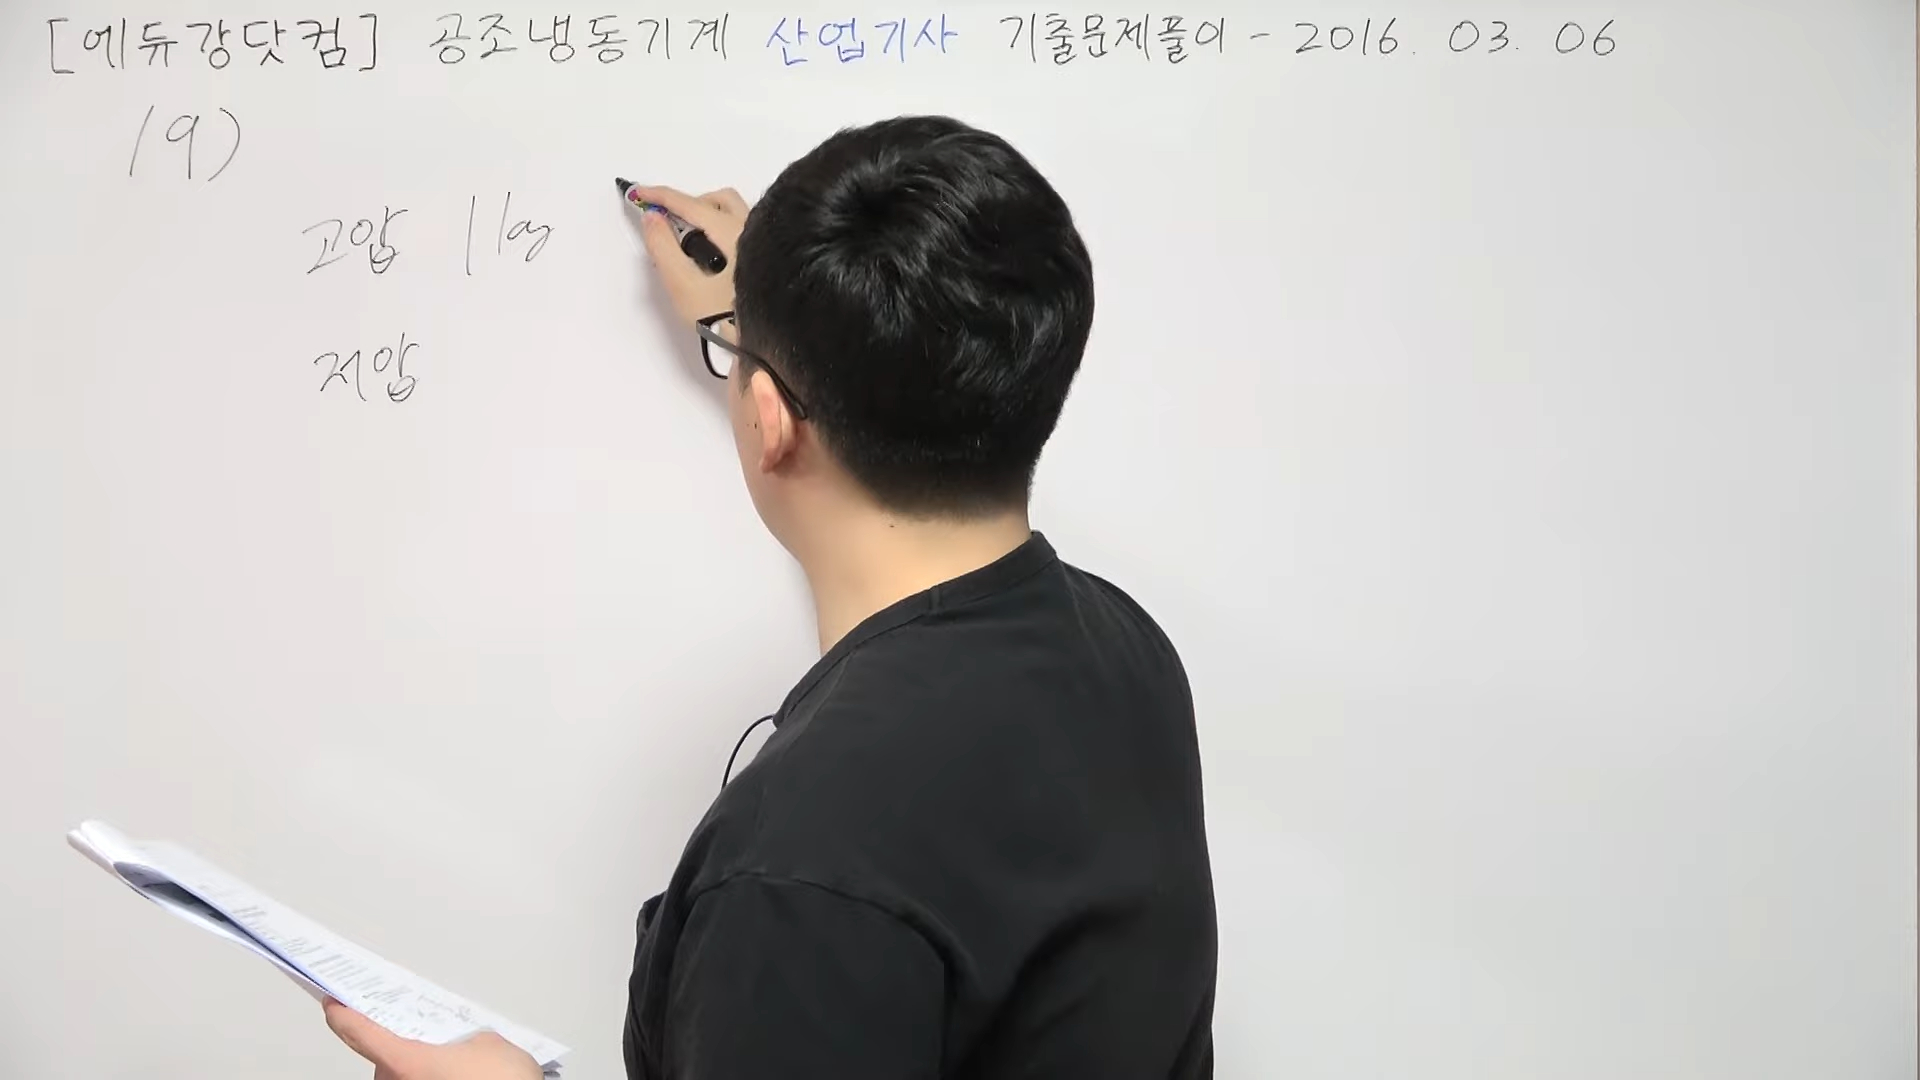 [에듀강닷컴] 공조냉동기계 산업기사 기출문제풀이 - 2016. 03. 06
19)
고압 1kg
저압